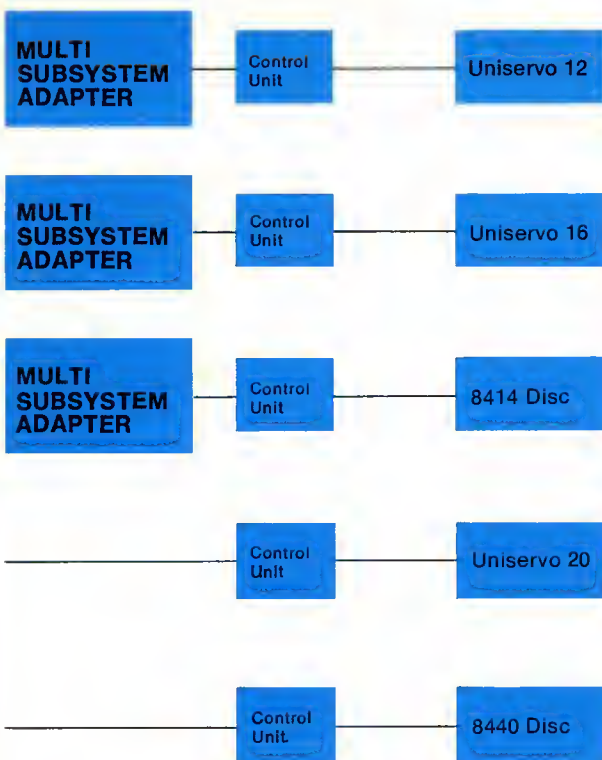 MULTI
SUBSYSTEM
ADAPTER
Control
Unit
Uniservo 12
MULTI
SUBSYSTEM
ADAPTER
Control
Unit
Uniservo 16
MULTI
SUBSYSTEM
ADAPTER
Control
Unit
8414 Disc
Control
Unit
Uniservo 20
Control
Unit
8440 Disc